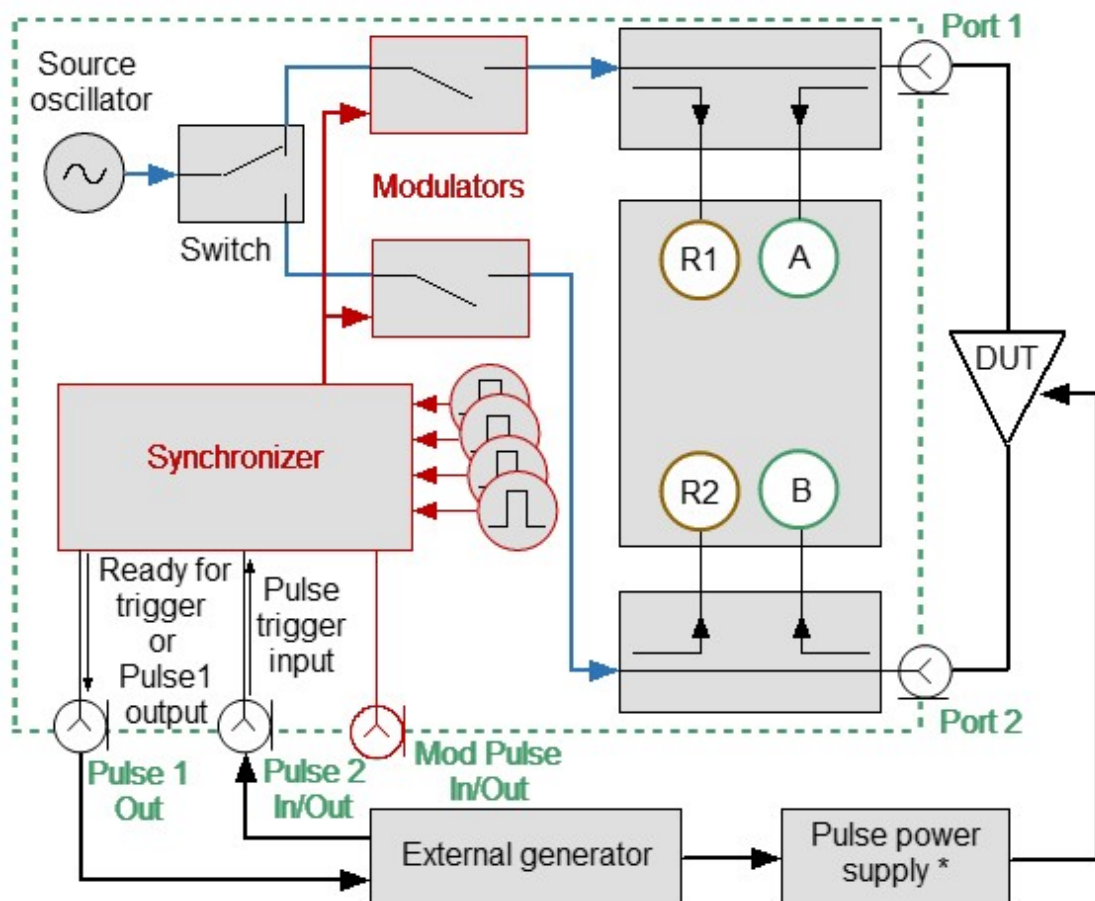 Port 1
Source
oscillator
Modulators
Switch
R1
A
DUT
R2
B
Synchronizer
Ready for
trigger
or
Pulse1
output
Pulse
trigger
input
Port 2
Pulse 1
Out
Pulse 2
In/Out
Mod Pulse
In/Out
External generator
Pulse power
supply *